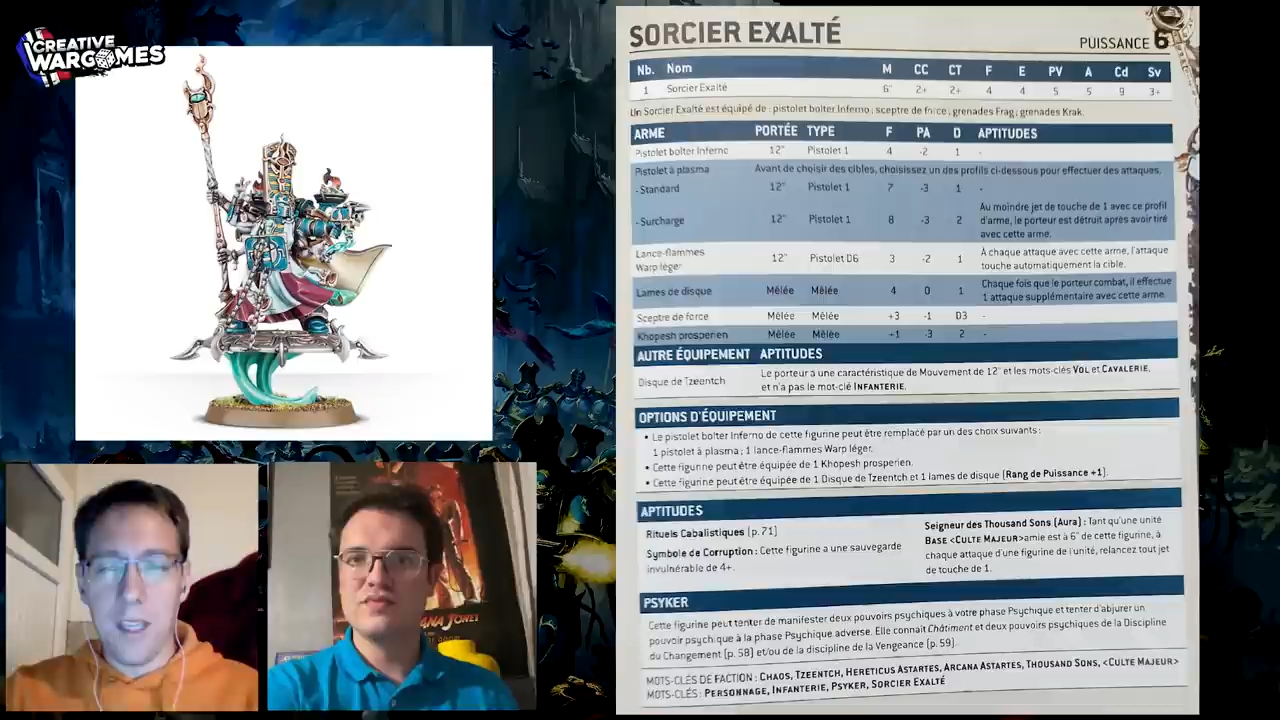 CREATIVE
WARGAMES
SORCIER EXALTÉ
PUISSANCE 6
Nb. Nom M CC CT F E PV A Cd Sv
1 Sorcier Exalté 6" 2+ 2+ 4 4 5 5 9 3+
Un Sorcier Exalté est équipé de : pistolet bolter Inferno ; sceptre de force ; grenades Frag ; grenades Krak.
ARME PORTÉE TYPE F PA D APTITUDES
Pistolet bolter Inferno 12" Pistolet 1 4 -2 1 -
Pistolet à plasma Avant de choisir des cibles, choisissez un des profils ci-dessous pour effectuer des attaques.
- Standard 12" Pistolet 1 7 -3 1 -
- Surcharge 12" Pistolet 1 8 -3 2 Au moindre jet de touche de 1 avec ce profil
d'arme, le porteur est détruit après avoir tiré
avec cette arme.
Lance-flammes
Warp léger 12" Pistolet D6 3 -2 1 À chaque attaque avec cette arme, l'attaque
touche automatiquement la cible.
Lames de disque Mêlée Mêlée 4 0 1 Chaque fois que le porteur combat, il effectue
1 attaque supplémentaire avec cette arme.
Sceptre de force Mêlée Mêlée +3 -1 D3 -
Khopesh prosperien Mêlée Mêlée +1 -3 2 -
AUTRE ÉQUIPEMENT APTITUDES
Disque de Tzeentch Le porteur a une caractéristique de Mouvement de 12" et les mots-clés VOL et CAVALERIE,
et n'a pas le mot-clé INFANTERIE.
OPTIONS D'ÉQUIPEMENT
• Le pistolet bolter Inferno de cette figurine peut être remplacé par un des choix suivants :
1 pistolet à plasma ; 1 lance-flammes Warp léger.
• Cette figurine peut être équipée de 1 Khopesh prosperien.
• Cette figurine peut être équipée de 1 Disque de Tzeentch et 1 lames de disque (Rang de Puissance +1).
APTITUDES
Rituels Cabalistiques (p. 71)
Symbole de Corruption : Cette figurine a une sauvegarde
invulnérable de 4+.
Seigneur des Thousand Sons (Aura) : Tant qu'une unité
BASE <CULTE MAJEUR> amie est à 6" de cette figurine, à
chaque attaque d'une figurine de l'unité, relancez tout jet
de touche de 1.
PSYKER
Cette figurine peut tenter de manifester deux pouvoirs psychiques à votre phase Psychique et tenter d'abjurer un
pouvoir psychique à la phase Psychique adverse. Elle connaît Châtiment et deux pouvoirs psychiques de la Discipline
du Changement (p. 58) et/ou de la discipline de la Vengeance (p. 59).
MOTS-CLÉS DE FACTION : CHAOS, TZEENTCH, HERETICUS ASTARTES, ARCANA ASTARTES, THOUSAND SONS, <CULTE MAJEUR>
MOTS-CLÉS : PERSONNAGE, INFANTERIE, PSYKER, SORCIER EXALTÉ